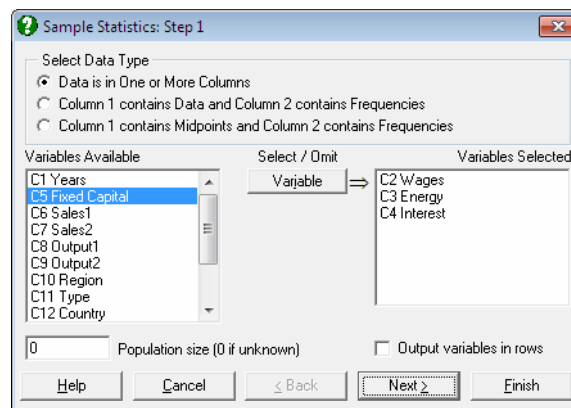 Sample Statistics: Step 1
Select Data Type
Data is in One or More Columns
Column 1 contains Data and Column 2 contains Frequencies
Column 1 contains Midpoints and Column 2 contains Frequencies
Variables Available
Select / Omit
Variables Selected
C1 Years
C5 Fixed Capital
C6 Sales1
C7 Sales2
C8 Output1
C9 Output2
C10 Region
C11 Type
C12 Country
Variable
C2 Wages
C3 Energy
C4 Interest
0
Population size (0 if unknown)
Output variables in rows
Help
Cancel
< Back
Next >
Finish